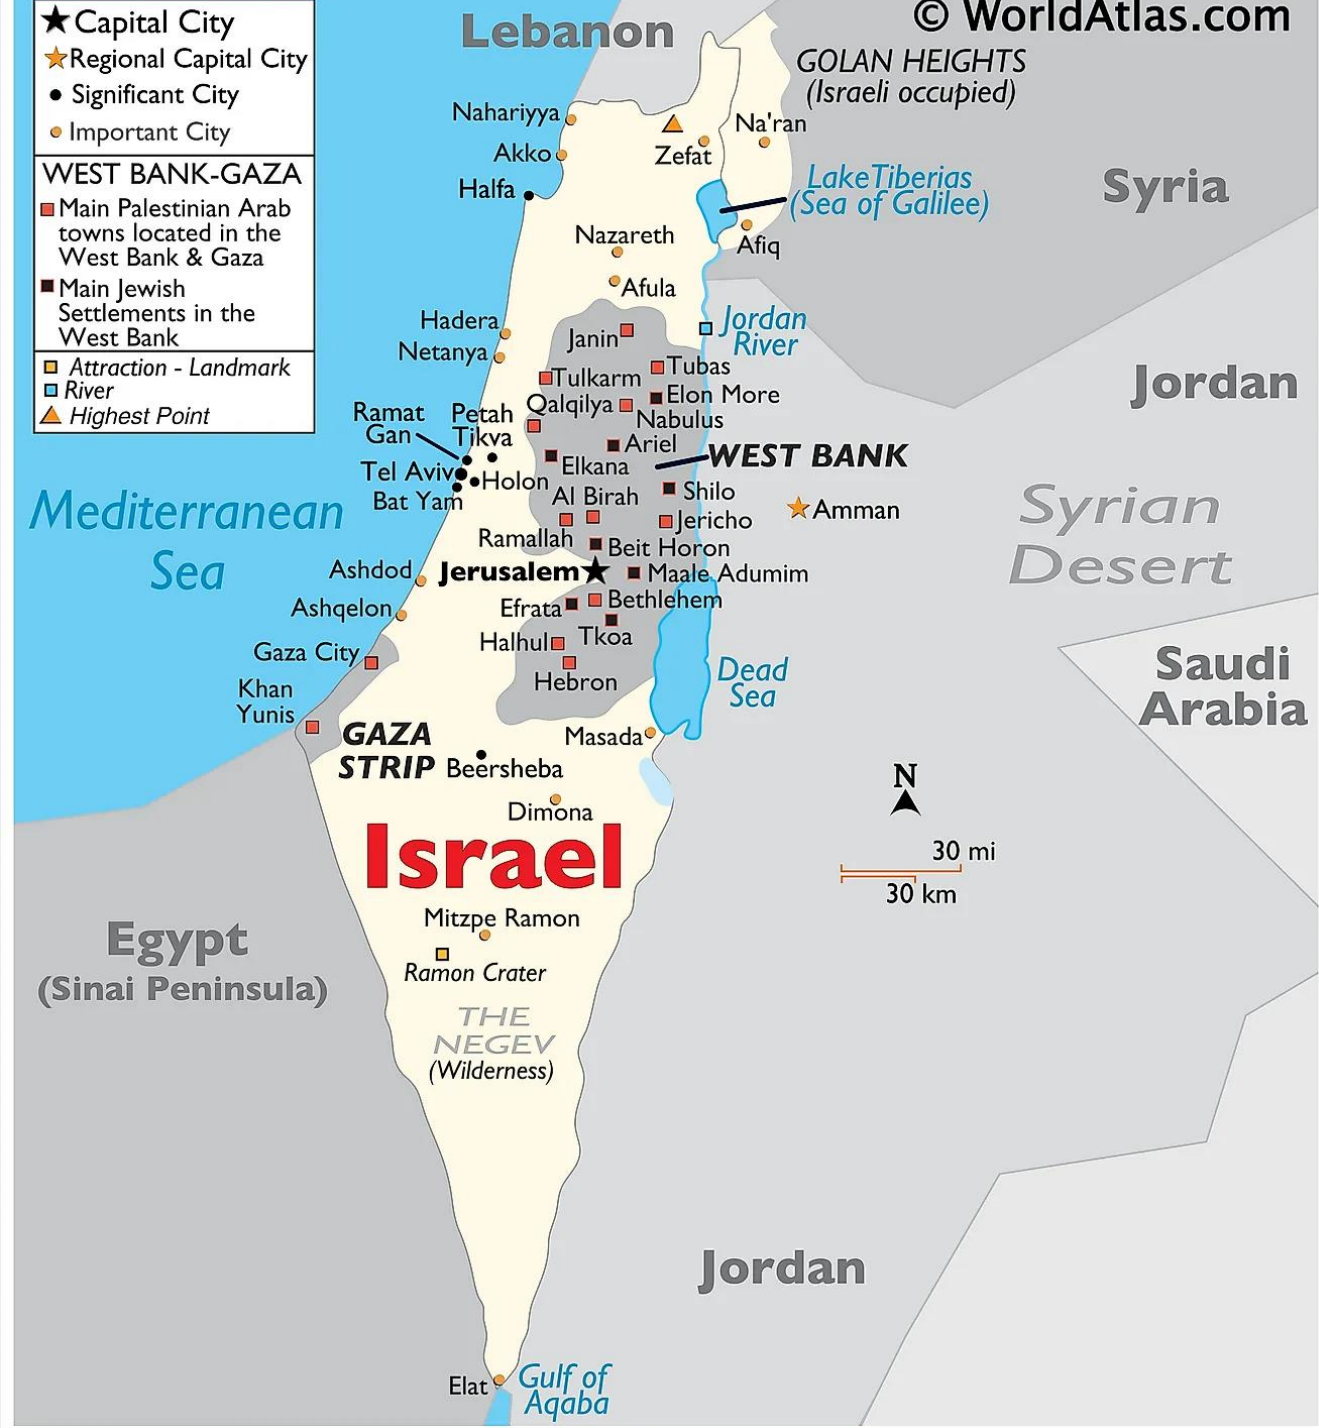 © WorldAtlas.com
Capital City
Regional Capital City
Significant City
Important City
WEST BANK-GAZA
Main Palestinian Arab
towns located in the
West Bank & Gaza
Main Jewish
Settlements in the
West Bank
Attraction - Landmark
River
Highest Point
Lebanon
GOLAN HEIGHTS
(Israeli occupied)
Nahariyya
Na'ran
Akko
Zefat
Halfa
Lake Tiberias
(Sea of Galilee)
Syria
Nazareth
Afiq
Afula
Hadera
Jordan
River
Janin
Netanya
Tubas
Tulkarm
Jordan
Elon More
Qalqilya
Nabulus
Ramat
Gan
Petah
Tikva
Ariel
WEST BANK
Elkana
Tel Aviv
Holon
Bat Yam
Al Birah
Shilo
Mediterranean
Sea
Amman
Syrian
Desert
Jericho
Ramallah
Beit Horon
Ashdod
Jerusalem
Maale Adumim
Ashqelon
Efrata
Bethlehem
Tkoa
Halhul
Gaza City
Hebron
Dead
Sea
Saudi
Arabia
Khan
Yunis
GAZA
STRIP
Masada
Beersheba
N
Dimona
Israel
30 mi
30 km
Mitzpe Ramon
Egypt
(Sinai Peninsula)
Ramon Crater
THE
NEGEV
(Wilderness)
Jordan
Elat
Gulf of
Aqaba